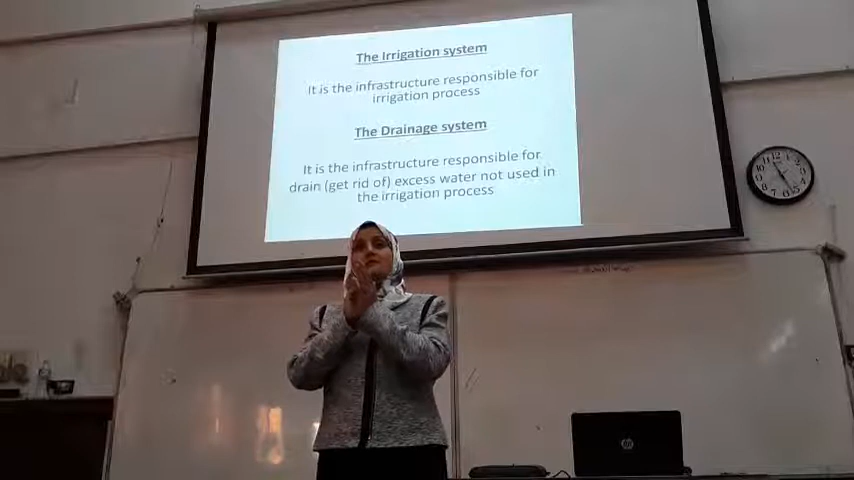 The Irrigation system
It is the infrastructure responsible for
irrigation process
The Drainage system
It is the infrastructure responsible for
drain (get rid of) excess water not used in
the irrigation process
hp